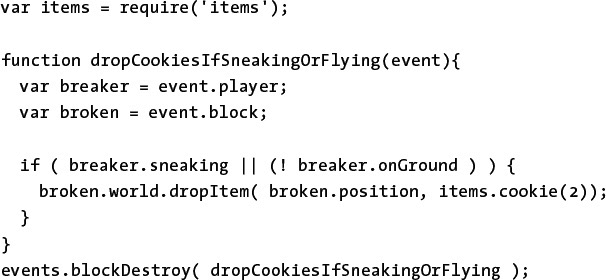 var items = require('items');
function dropCookiesIfSneakingOrFlying(event){
  var breaker = event.player;
  var broken = event.block;
  if ( breaker.sneaking || (! breaker.onGround ) ) {
    broken.world.dropItem( broken.position, items.cookie(2));
  }
}
events.blockDestroy( dropCookiesIfSneakingOrFlying );